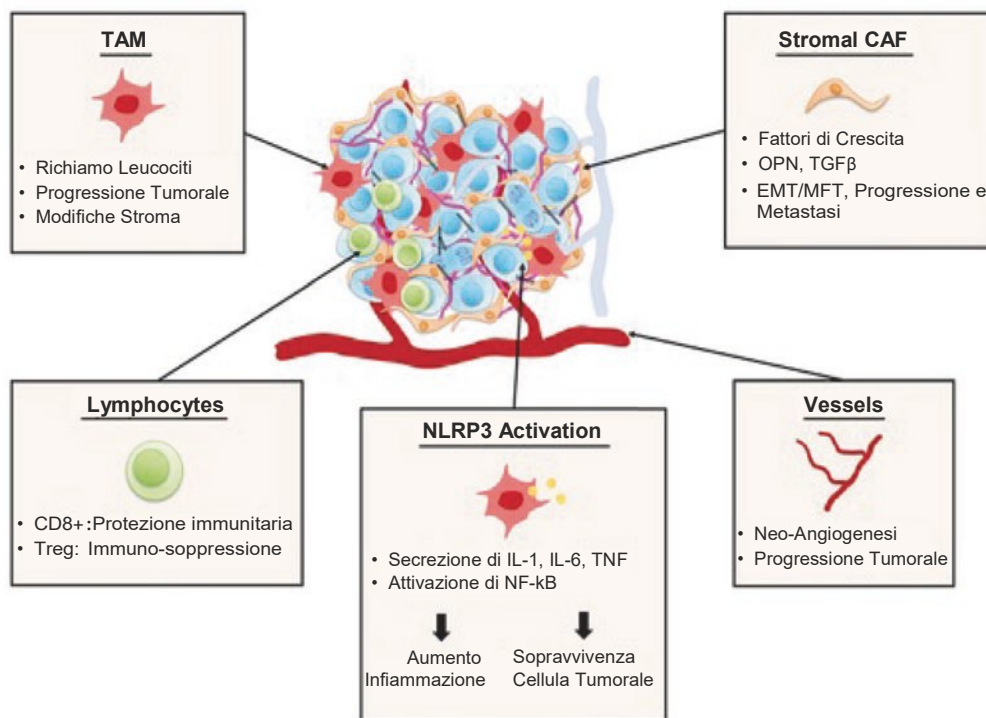 TAM
• Richiamo Leucociti
• Progressione Tumorale
• Modifiche Stroma
Stromal CAF
• Fattori di Crescita
• OPN, TGFβ
• EMT/MFT, Progressione e
Metastasi
Lymphocytes
• CD8+:Protezione immunitaria
• Treg: Immuno-soppressione
NLRP3 Activation
• Secrezione di IL-1, IL-6, TNF
• Attivazione di NF-kB
Aumento
Infiammazione
Sopravvivenza
Cellula Tumorale
Vessels
• Neo-Angiogenesi
• Progressione Tumorale